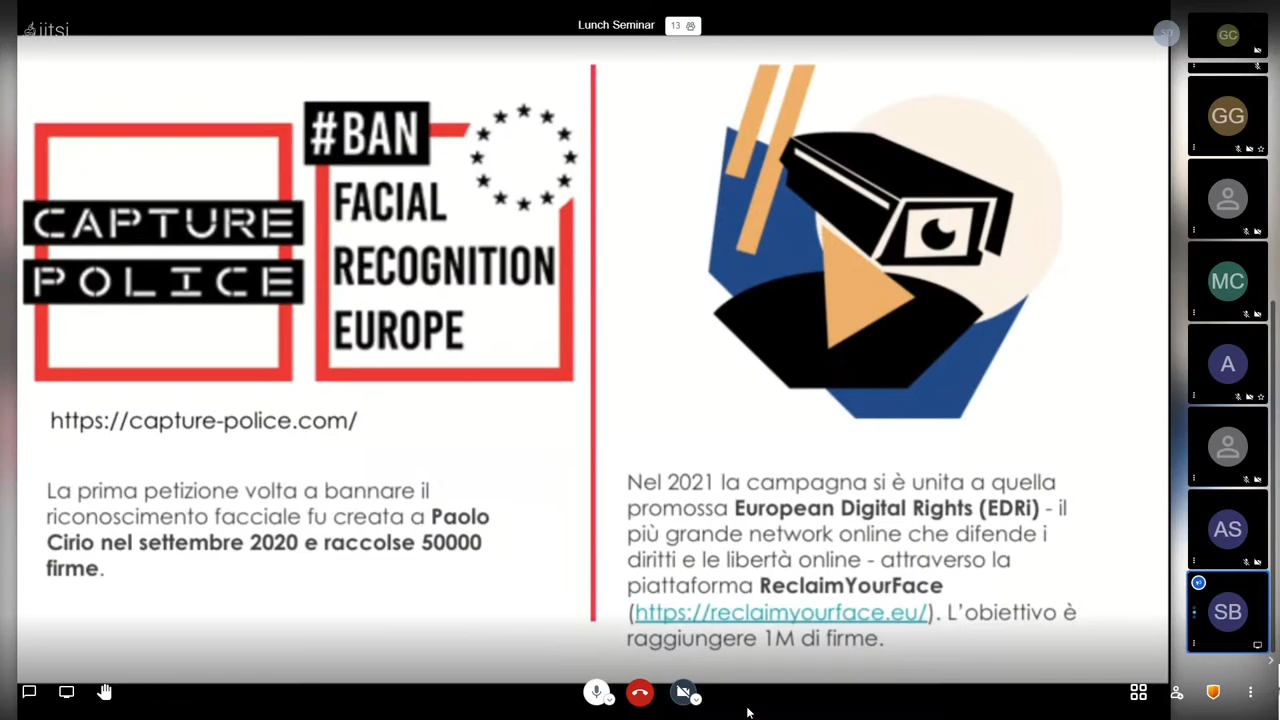 jitsi
Lunch Seminar
13
SD
GC
GG
MC
A
AS
SB
CAPTURE
POLICE
#BAN
FACIAL
RECOGNITION
EUROPE
https://capture-police.com/
La prima petizione volta a bannare il
riconoscimento facciale fu creata a Paolo
Cirio nel settembre 2020 e raccolse 50000
firme.
Nel 2021 la campagna si è unita a quella
promossa European Digital Rights (EDRi) - il
più grande network online che difende i
diritti e le libertà online - attraverso la
piattaforma ReclaimYourFace
(https://reclaimyourface.eu/). L’obiettivo è
raggiungere 1M di firme.